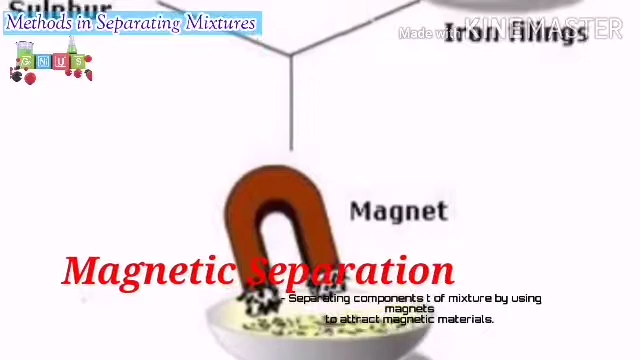 Sulphur
Methods in Separating Mixtures
Made with KINEMASTER
Iron filings
G N U S
Magnet
Magnetic Separation
- Separating components t of mixture by using
magnets
to attract magnetic materials.